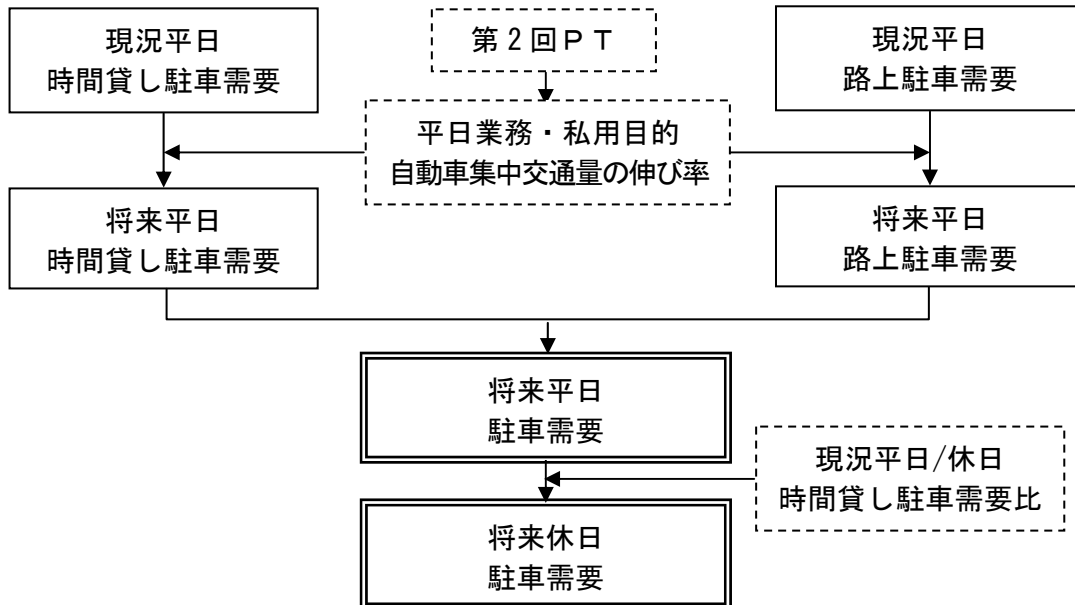 現況平日
時間貸し駐車需要
第2回PT
現況平日
路上駐車需要
平日業務・私用目的
自動車集中交通量の伸び率
将来平日
時間貸し駐車需要
将来平日
路上駐車需要
将来平日
駐車需要
現況平日/休日
時間貸し駐車需要比
将来休日
駐車需要